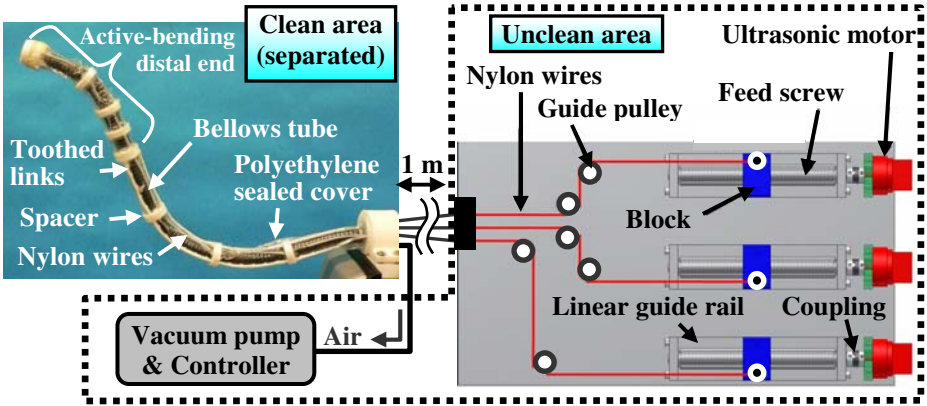 Active-bending
distal end
Clean area
(separated)
Unclean area
Ultrasonic motor
Nylon wires
Guide pulley
Feed screw
Bellows tube
Toothed
links
Polyethylene
sealed cover
1 m
Spacer
Block
Nylon wires
Linear guide rail
Coupling
Vacuum pump
& Controller
Air